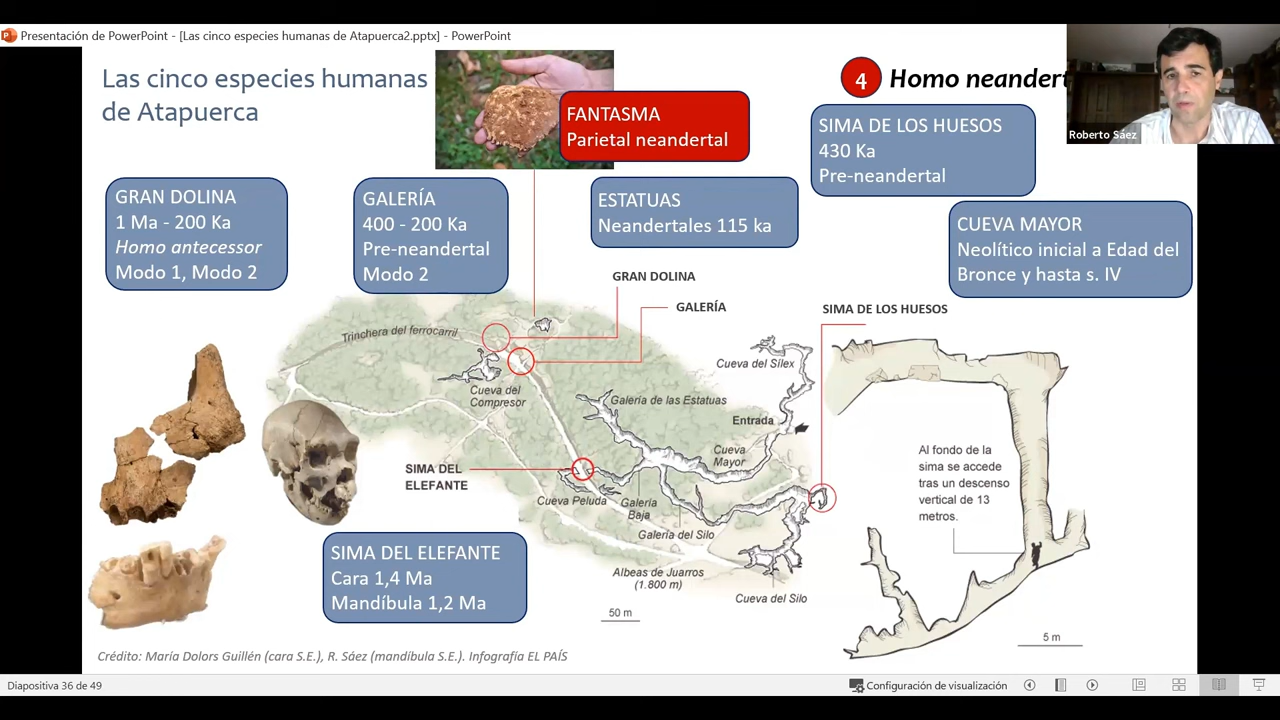 Presentación de PowerPoint - [Las cinco especies humanas de Atapuerca2.pptx] - PowerPoint
Las cinco especies humanas
de Atapuerca
4
Homo neandert
Roberto Sáez
FANTASMA
Parietal neandertal
SIMA DE LOS HUESOS
430 Ka
Pre-neandertal
GRAN DOLINA
1 Ma - 200 Ka
Homo antecessor
Modo 1, Modo 2
GALERÍA
400 - 200 Ka
Pre-neandertal
Modo 2
ESTATUAS
Neandertales 115 ka
CUEVA MAYOR
Neolítico inicial a Edad del
Bronce y hasta s. IV
GRAN DOLINA
GALERÍA
SIMA DE LOS HUESOS
Trinchera del ferrocarril
Cueva del Sílex
Cueva del
Compresor
Galería de las Estatuas
Entrada
Cueva
Mayor
SIMA DEL
ELEFANTE
Cueva Peluda
Galería
Baja
Galería del Silo
Al fondo de la
sima se accede
tras un descenso
vertical de 13
metros.
Albeas de Juarros
(1.800 m)
Cueva del Silo
50 m
5 m
SIMA DEL ELEFANTE
Cara 1,4 Ma
Mandíbula 1,2 Ma
Crédito: María Dolors Guillén (cara S.E.), R. Sáez (mandíbula S.E.). Infografía EL PAÍS
Diapositiva 36 de 49
Configuración de visualización